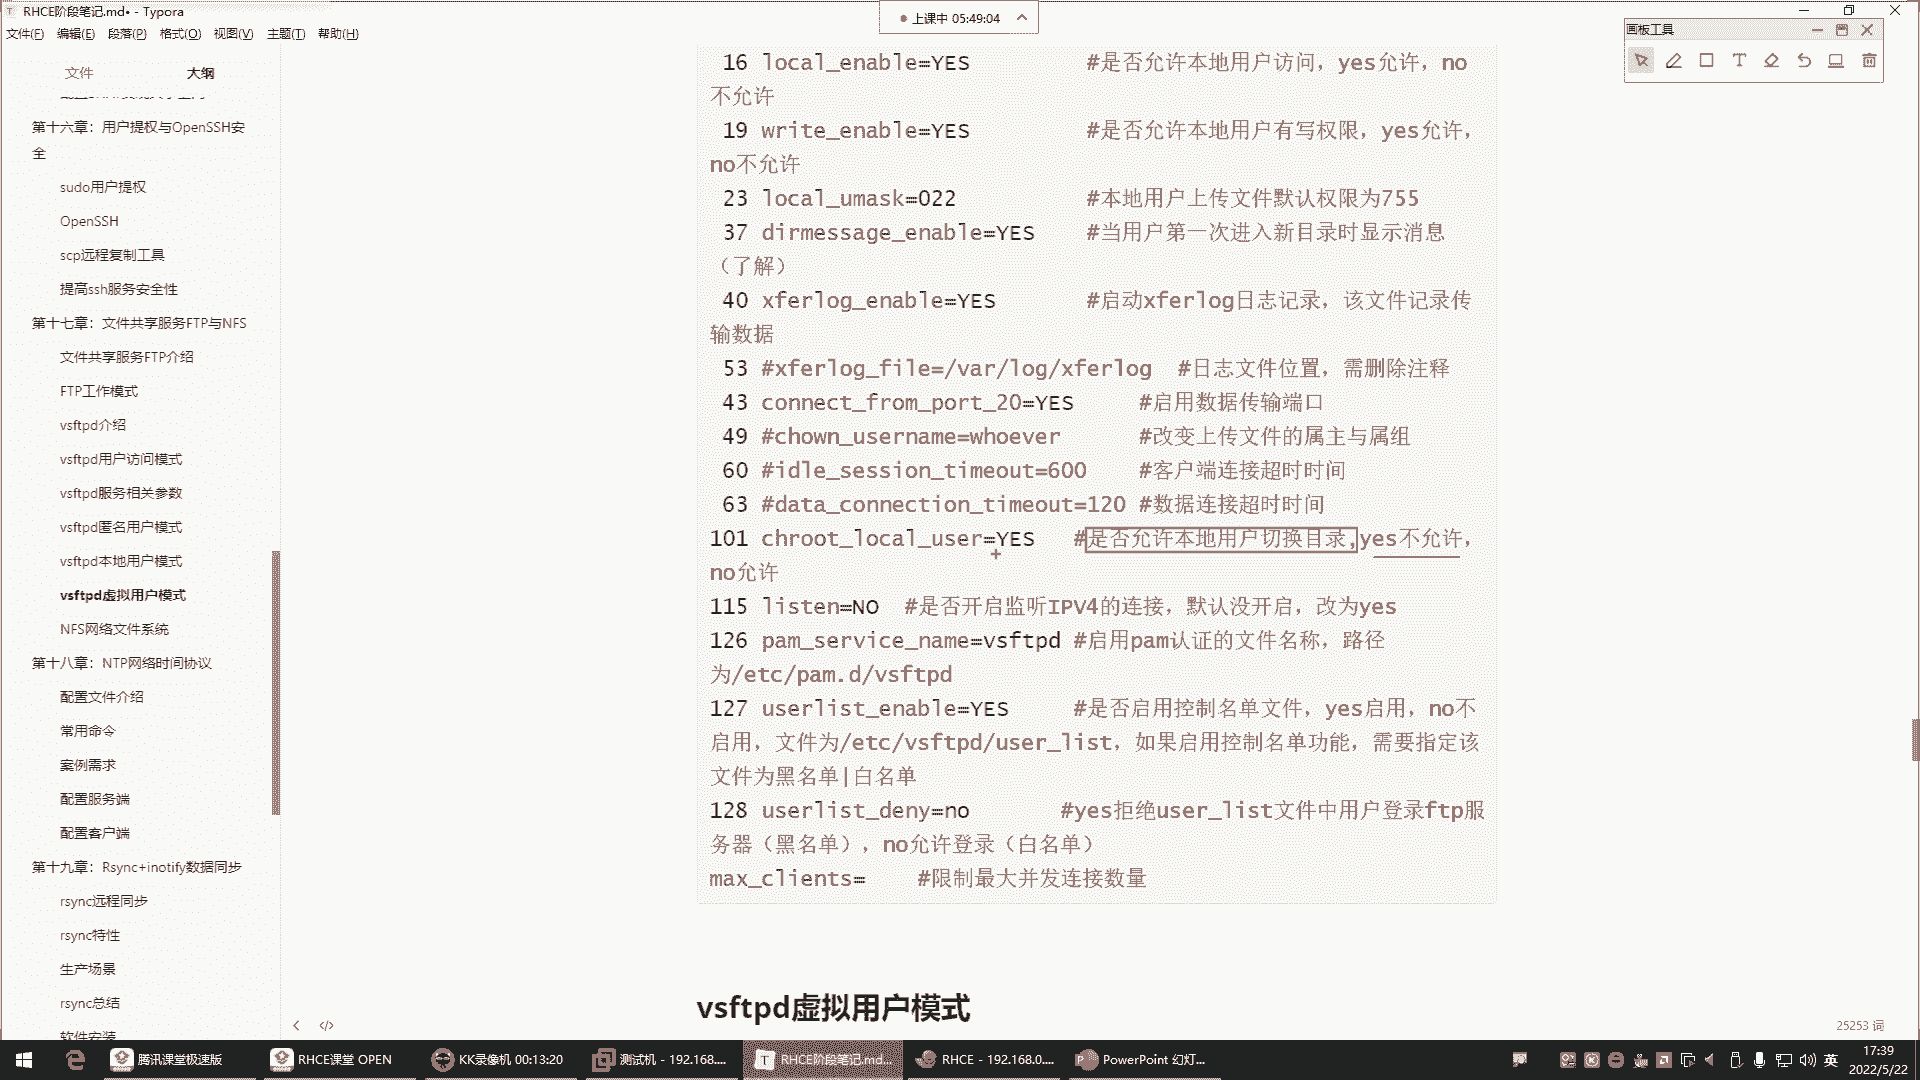 RHCE阶段笔记.md• - Typora
上课中 05:49:04
文件(F) 编辑(E) 段落(P) 格式(O) 视图(V) 主题(T) 帮助(H)
画板工具
文件 大纲
第十六章：用户提权与OpenSSH安
全
sudo用户提权
OpenSSH
scp远程复制工具
提高ssh服务安全性
第十七章：文件共享服务FTP与NFS
文件共享服务FTP介绍
FTP工作模式
vsftpd介绍
vsftpd用户访问模式
vsftpd服务相关参数
vsftpd匿名用户模式
vsftpd本地用户模式
vsftpd虚拟用户模式
NFS网络文件系统
第十八章：NTP网络时间协议
配置文件介绍
常用命令
案例需求
配置服务端
配置客户端
第十九章：Rsync+inotify数据同步
rsync远程同步
rsync特性
生产场景
rsync总结
软件安装
16 local_enable=YES #是否允许本地用户访问，yes允许，no
不允许
19 write_enable=YES #是否允许本地用户有写权限，yes允许，
no不允许
23 local_umask=022 #本地用户上传文件默认权限为755
37 dirmessage_enable=YES #当用户第一次进入新目录时显示消息
（了解）
40 xferlog_enable=YES #启动xferlog日志记录，该文件记录传
输数据
53 #xferlog_file=/var/log/xferlog #日志文件位置，需删除注释
43 connect_from_port_20=YES #启用数据传输端口
49 #chown_username=whoever #改变上传文件的属主与属组
60 #idle_session_timeout=600 #客户端连接超时时间
63 #data_connection_timeout=120 #数据连接超时时间
101 chroot_local_user=YES #是否允许本地用户切换目录,yes不允许，
no允许
115 listen=NO #是否开启监听IPV4的连接，默认没开启，改为yes
126 pam_service_name=vsftpd #启用pam认证的文件名称，路径
为/etc/pam.d/vsftpd
127 userlist_enable=YES #是否启用控制名单文件，yes启用，no不
启用，文件为/etc/vsftpd/user_list，如果启用控制名单功能，需要指定该
文件为黑名单|白名单
128 userlist_deny=no #yes拒绝user_list文件中用户登录ftp服
务器（黑名单），no允许登录（白名单）
max_clients= #限制最大并发连接数量
vsftpd虚拟用户模式
25253 词
腾讯课堂极速版
RHCE课堂 OPEN
KK录像机 00:13:20
测试机 - 192.168....
RHCE阶段笔记.md...
RHCE - 192.168.0....
PowerPoint 幻灯...
英
17:39
2022/5/22